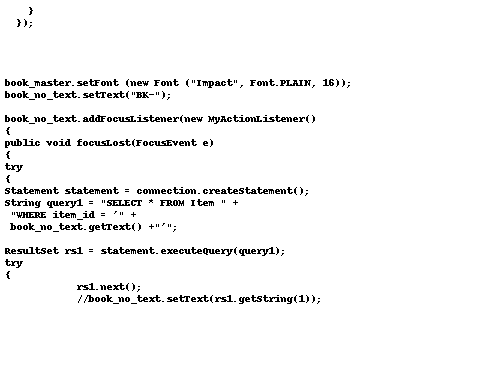 }
});
book_master.setFont (new Font ("Impact", Font.PLAIN, 16));
book_no_text.setText("BK-");
book_no_text.addFocusListener(new MyActionListener()
{
public void focusLost(FocusEvent e)
{
try
{
Statement statement = connection.createStatement();
String query1 = "SELECT * FROM Item " +
"WHERE item_id = '" +
book_no_text.getText() +"'";
ResultSet rs1 = statement.executeQuery(query1);
try
{
rs1.next();
//book_no_text.setText(rs1.getString(1));